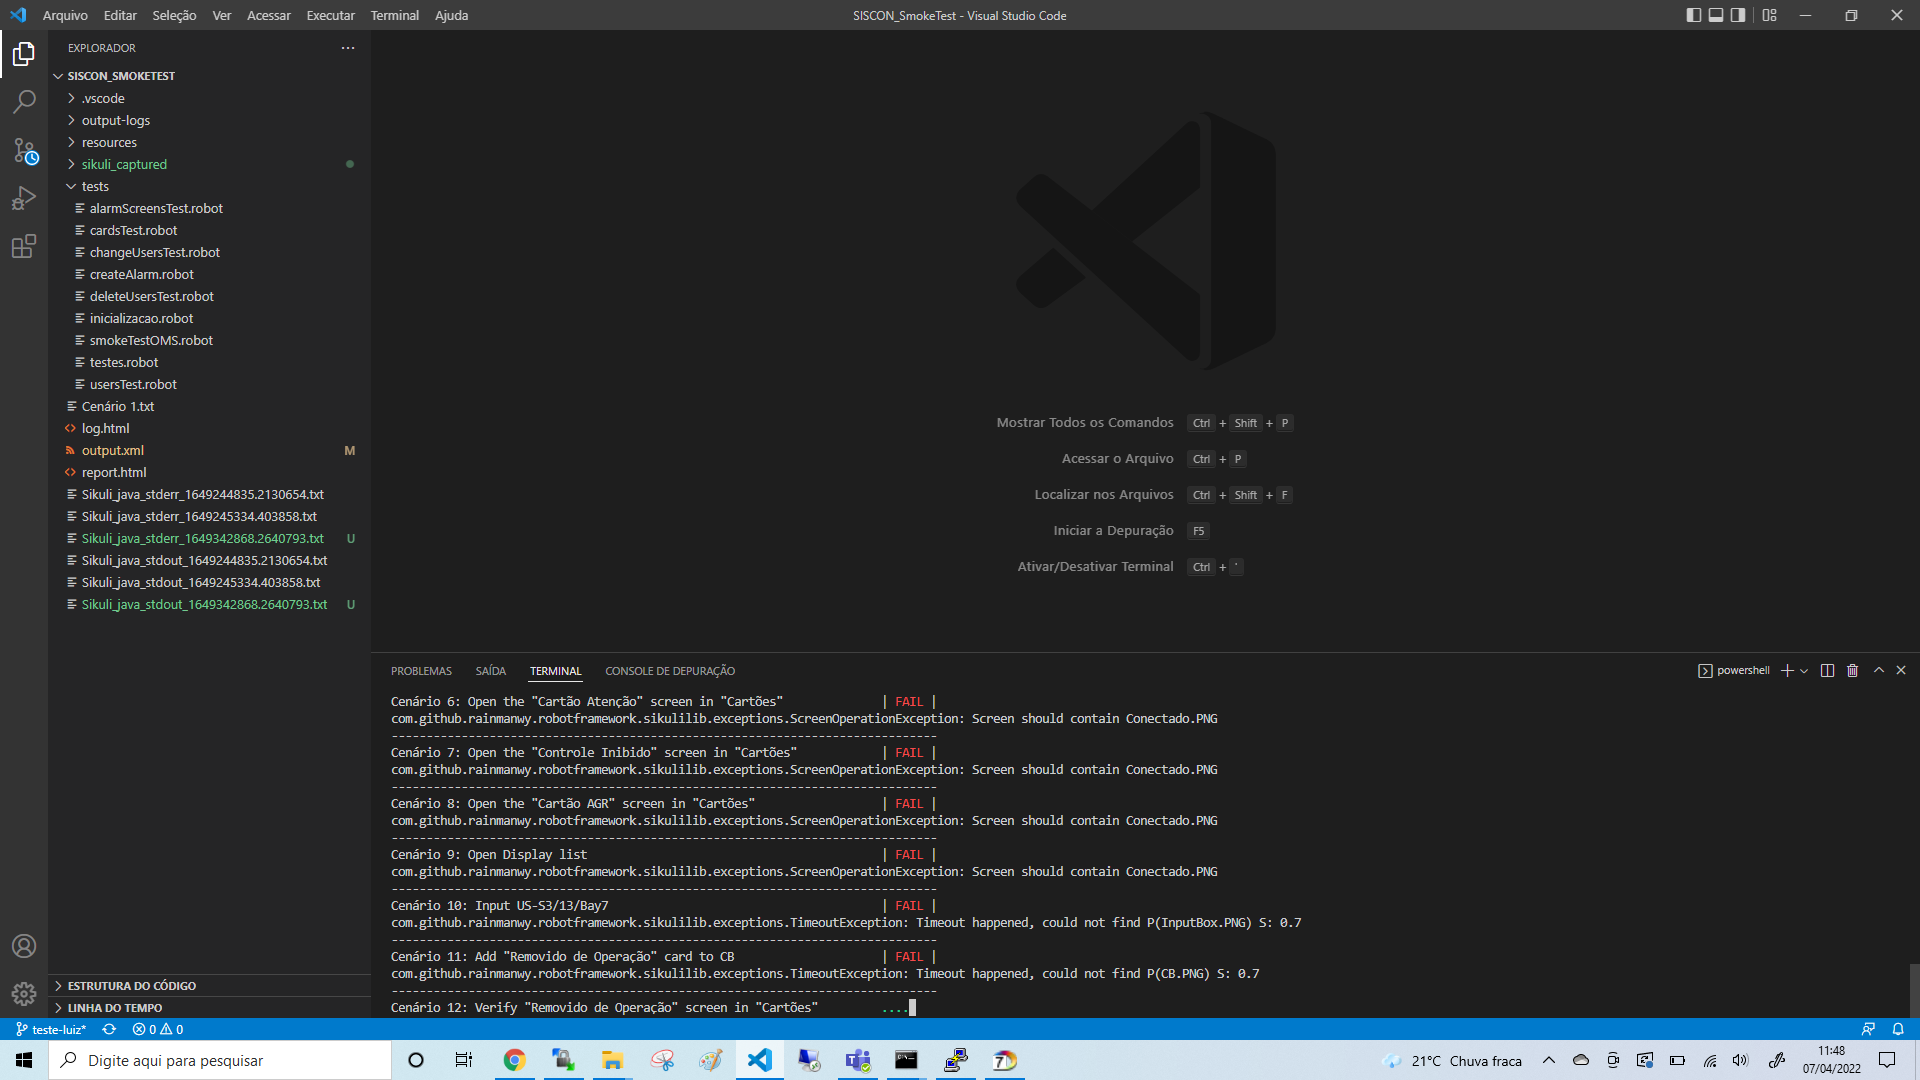 Arquivo Editar Seleção Ver Acessar Executar Terminal Ajuda
SISCON_SmokeTest - Visual Studio Code
EXPLORADOR
SISCON_SMOKETEST
.vscode
output-logs
resources
sikuli_captured
tests
alarmScreensTest.robot
cardsTest.robot
changeUsersTest.robot
createAlarm.robot
deleteUsersTest.robot
inicializacao.robot
smokeTestOMS.robot
testes.robot
usersTest.robot
Cenário 1.txt
log.html
output.xml M
report.html
Sikuli_java_stderr_1649244835.2130654.txt
Sikuli_java_stderr_1649245334.403858.txt
Sikuli_java_stderr_1649342868.2640793.txt U
Sikuli_java_stdout_1649244835.2130654.txt
Sikuli_java_stdout_1649245334.403858.txt
Sikuli_java_stdout_1649342868.2640793.txt U
ESTRUTURA DO CÓDIGO
LINHA DO TEMPO
Mostrar Todos os Comandos Ctrl + Shift + P
Acessar o Arquivo Ctrl + P
Localizar nos Arquivos Ctrl + Shift + F
Iniciar a Depuração F5
Ativar/Desativar Terminal Ctrl + '
PROBLEMAS SAÍDA TERMINAL CONSOLE DE DEPURAÇÃO
powershell
Cenário 6: Open the "Cartão Atenção" screen in "Cartões" | FAIL |
com.github.rainmanwy.robotframework.sikulilib.exceptions.ScreenOperationException: Screen should contain Conectado.PNG
------------------------------------------------------------------------------
Cenário 7: Open the "Controle Inibido" screen in "Cartões" | FAIL |
com.github.rainmanwy.robotframework.sikulilib.exceptions.ScreenOperationException: Screen should contain Conectado.PNG
------------------------------------------------------------------------------
Cenário 8: Open the "Cartão AGR" screen in "Cartões" | FAIL |
com.github.rainmanwy.robotframework.sikulilib.exceptions.ScreenOperationException: Screen should contain Conectado.PNG
------------------------------------------------------------------------------
Cenário 9: Open Display list | FAIL |
com.github.rainmanwy.robotframework.sikulilib.exceptions.ScreenOperationException: Screen should contain Conectado.PNG
------------------------------------------------------------------------------
Cenário 10: Input US-S3/13/Bay7 | FAIL |
com.github.rainmanwy.robotframework.sikulilib.exceptions.TimeoutException: Timeout happened, could not find P(InputBox.PNG) S: 0.7
------------------------------------------------------------------------------
Cenário 11: Add "Removido de Operação" card to CB | FAIL |
com.github.rainmanwy.robotframework.sikulilib.exceptions.TimeoutException: Timeout happened, could not find P(CB.PNG) S: 0.7
------------------------------------------------------------------------------
Cenário 12: Verify "Removido de Operação" screen in "Cartões" ....
teste-luiz* 0 0
Digite aqui para pesquisar
21°C Chuva fraca
11:48
07/04/2022